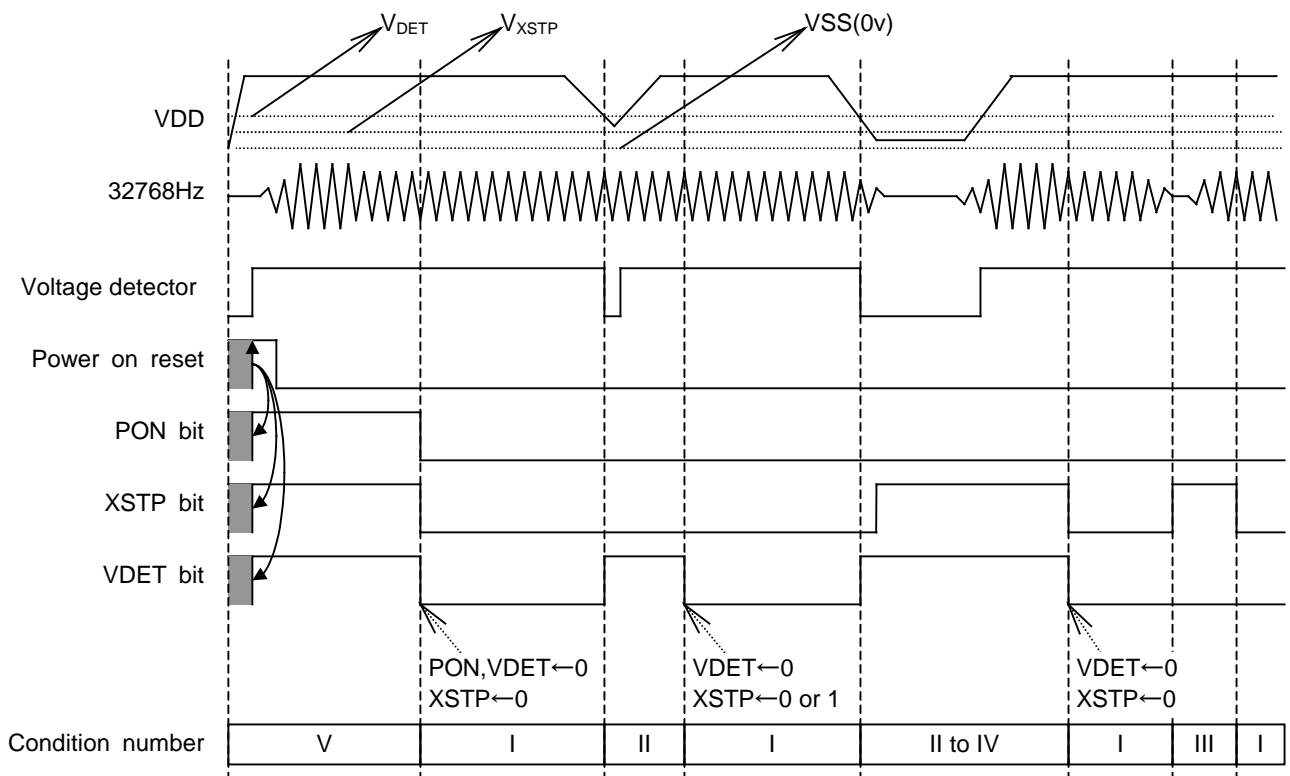 VDET VXSTP VSS(0v)
VDD
32768Hz
Voltage detector
Power on reset
PON bit
XSTP bit
VDET bit
PON,VDET←0 VDET←0 VDET←0
XSTP←0 XSTP←0 or 1 XSTP←0
Condition number V I II I II to IV I III I